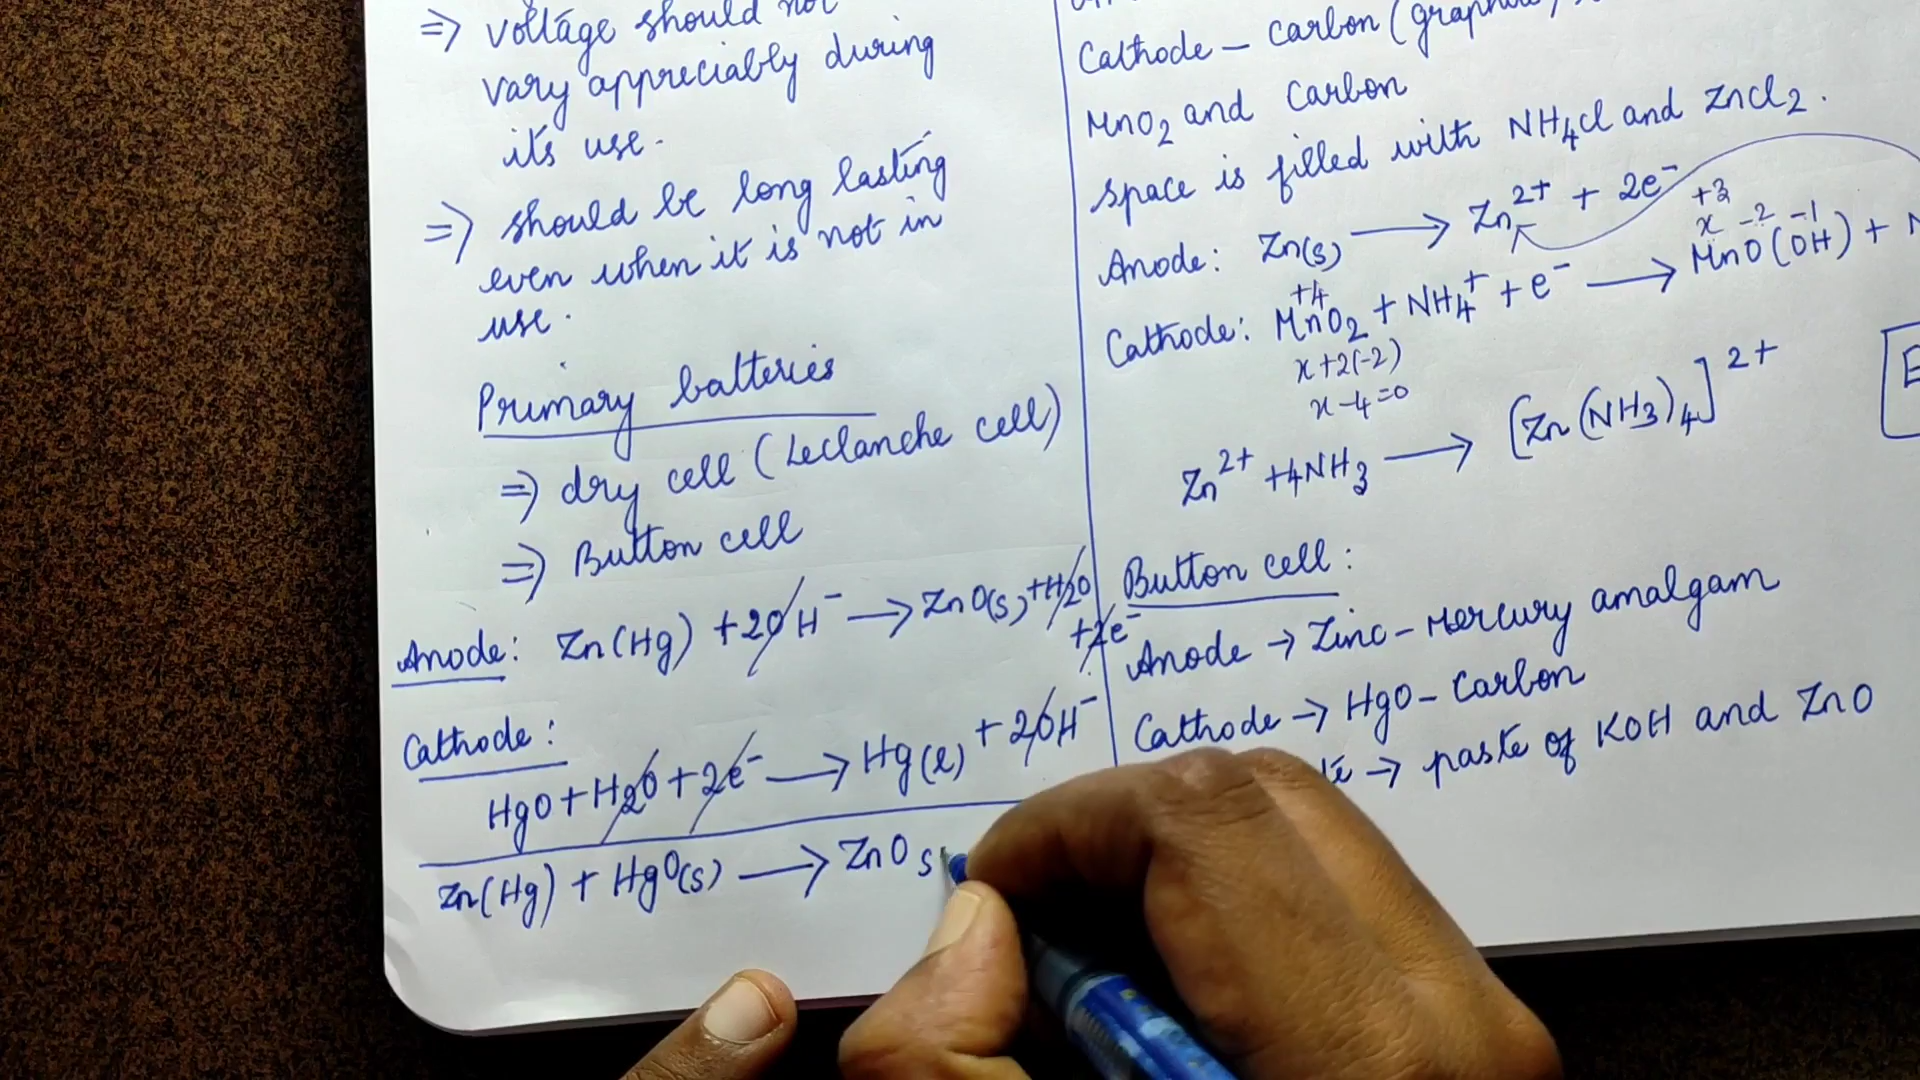 ⇒ voltage should not
vary appreciably during
it's use.
⇒ should be long lasting
even when it is not in
use.
Primary batteries
⇒ dry cell (Leclanche cell)
⇒ Button cell
Anode: Zn(Hg) + 2OH⁻ → ZnO(s) + H2O
+2e⁻
Cathode:
HgO + H2O + 2e⁻ → Hg(l) + 2OH⁻
Zn(Hg) + HgO(s) → ZnO s
Cathode - Carbon (graphite)
MnO2 and Carbon
space is filled with NH4Cl and ZnCl2.
Anode: Zn(s) → Zn²⁺ + 2e⁻
+3
x -2 -1
+4
Cathode: MnO2 + NH4⁺ + e⁻ → MnO(OH) + N
x+2(-2)
x-4=0
Zn²⁺ + 4NH3 → [Zn(NH3)4]²⁺
E
Button cell:
Anode → Zinc-Mercury amalgam
Cathode → HgO-Carbon
te → paste of KOH and ZnO